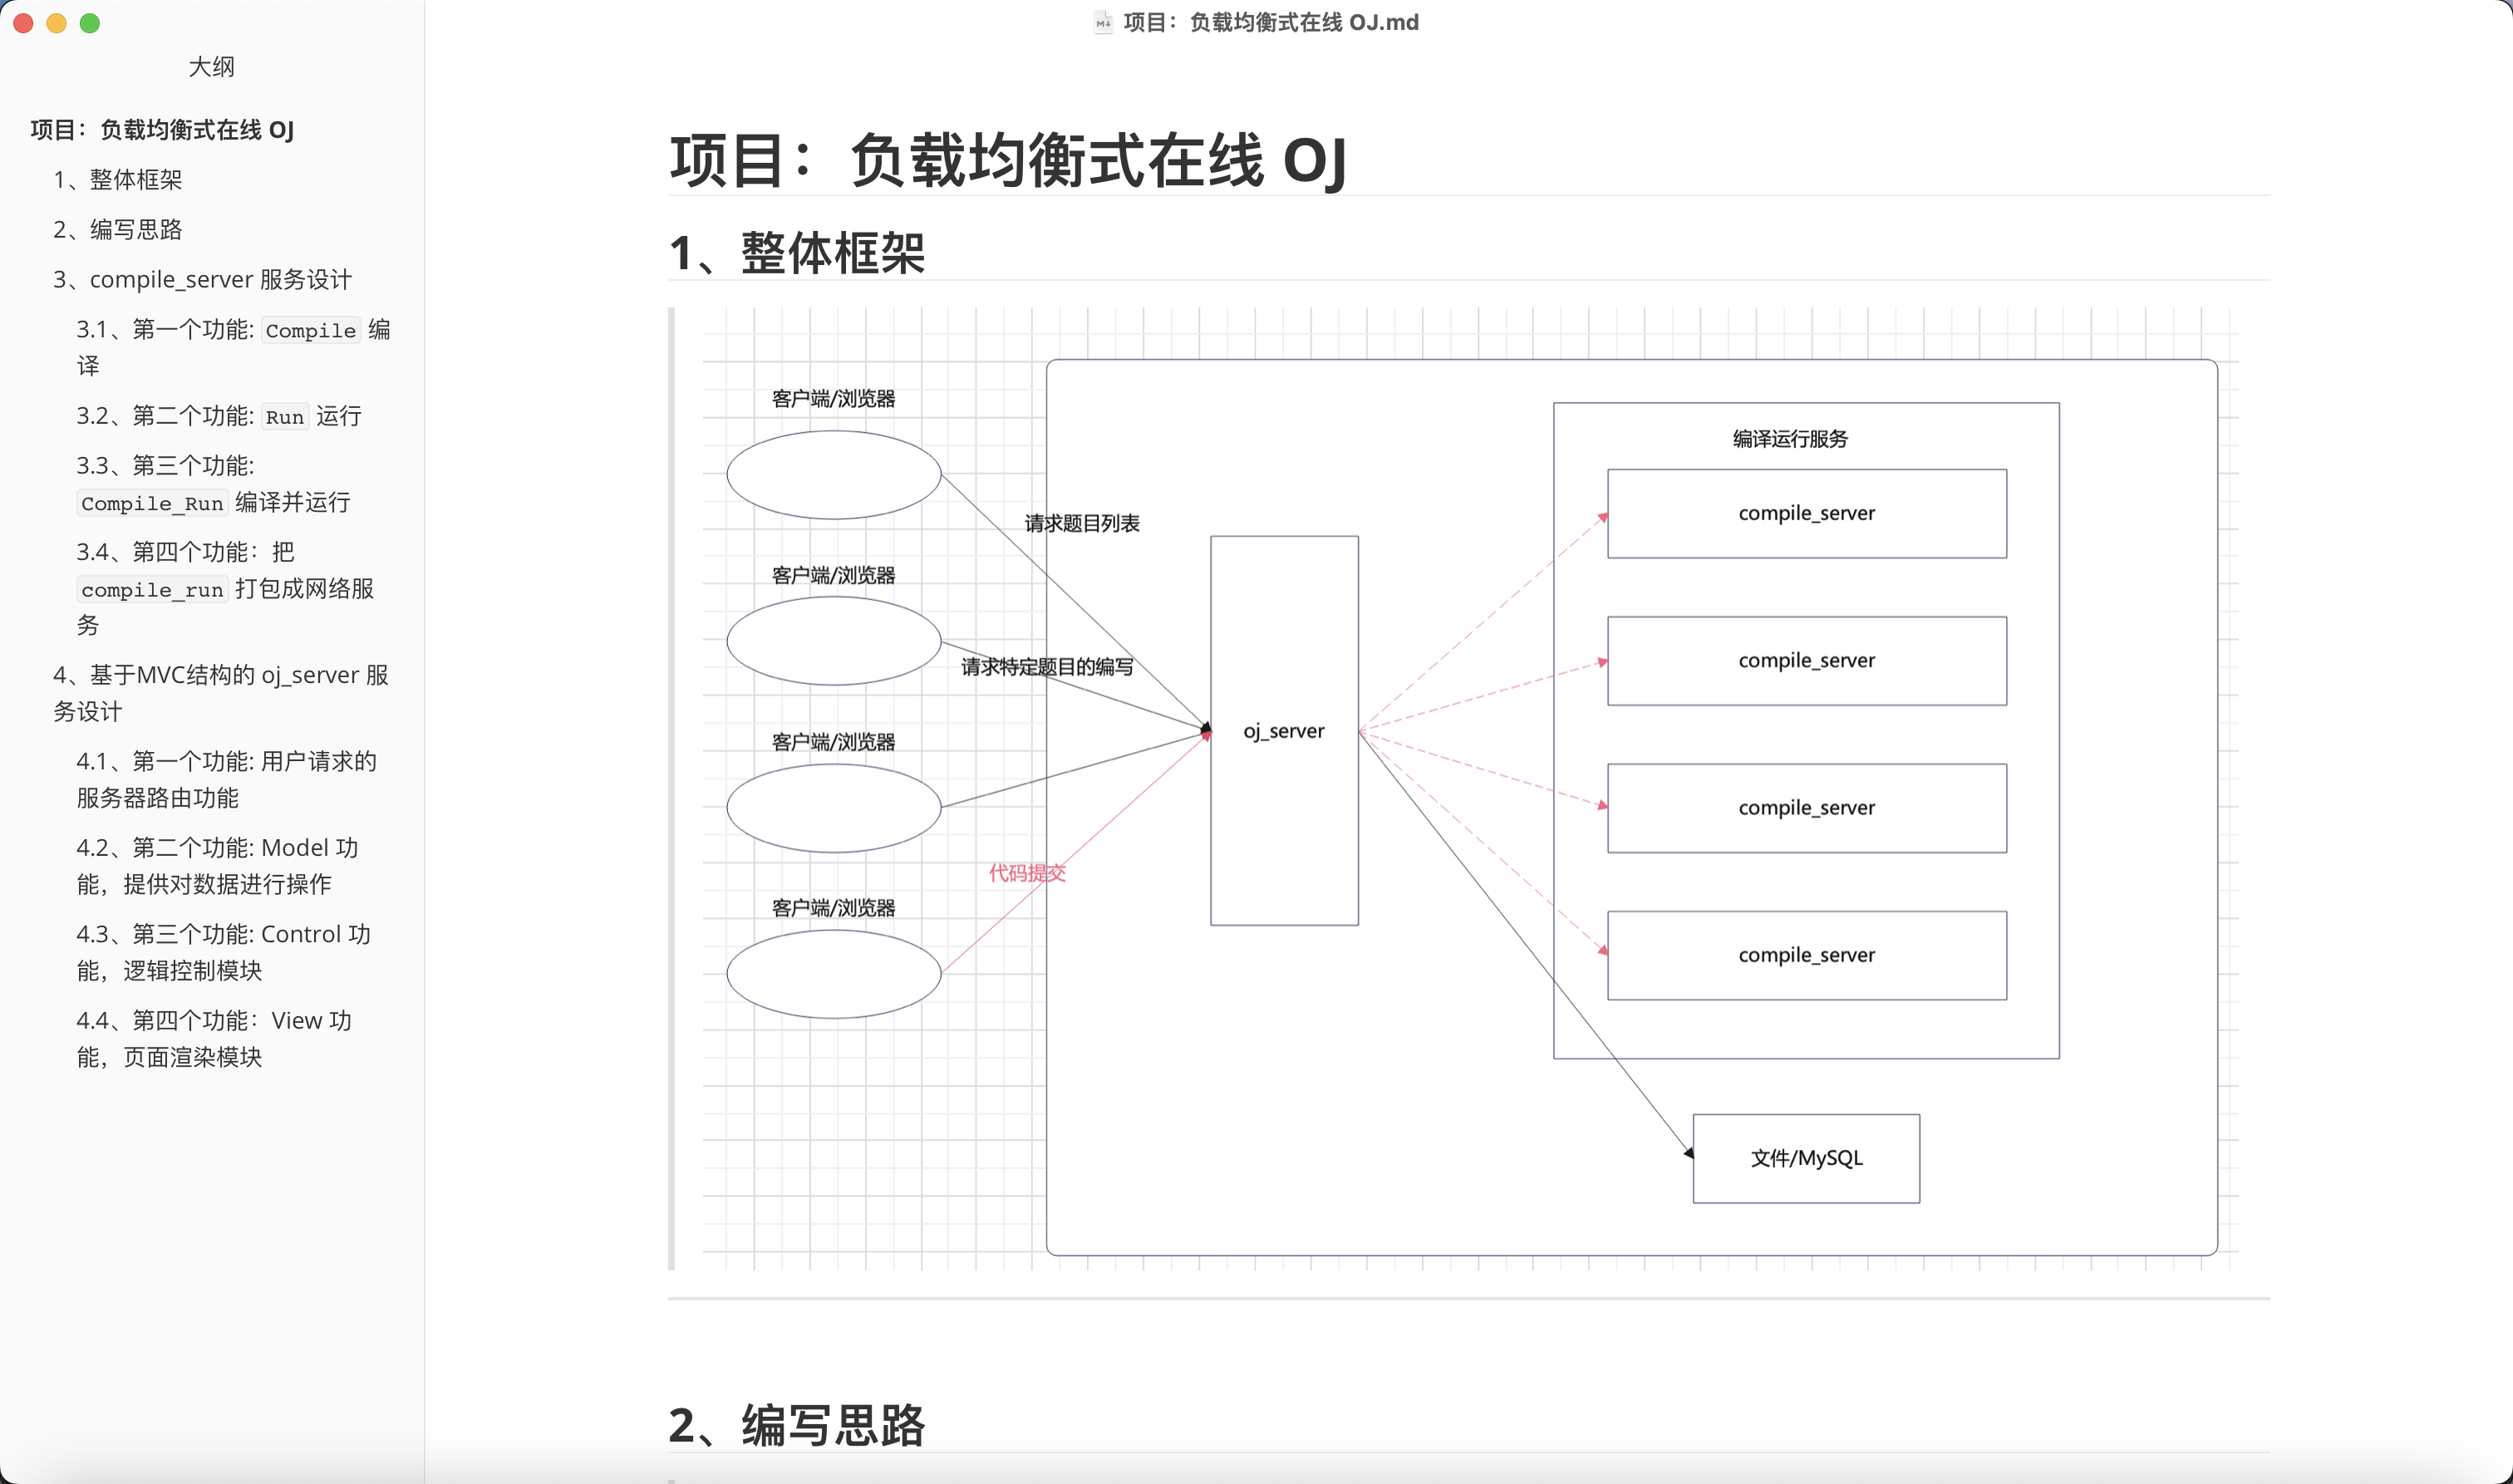 项目：负载均衡式在线 OJ.md
大纲
项目：负载均衡式在线 OJ
1、整体框架
2、编写思路
3、compile_server 服务设计
3.1、第一个功能: Compile 编
译
3.2、第二个功能: Run 运行
3.3、第三个功能:
Compile_Run 编译并运行
3.4、第四个功能：把
compile_run 打包成网络服
务
4、基于MVC结构的 oj_server 服
务设计
4.1、第一个功能: 用户请求的
服务器路由功能
4.2、第二个功能: Model 功
能，提供对数据进行操作
4.3、第三个功能: Control 功
能，逻辑控制模块
4.4、第四个功能：View 功
能，页面渲染模块
项目：负载均衡式在线 OJ
1、整体框架
客户端/浏览器
请求题目列表
客户端/浏览器
请求特定题目的编写
客户端/浏览器
代码提交
客户端/浏览器
oj_server
编译运行服务
compile_server
compile_server
compile_server
compile_server
文件/MySQL
2、编写思路